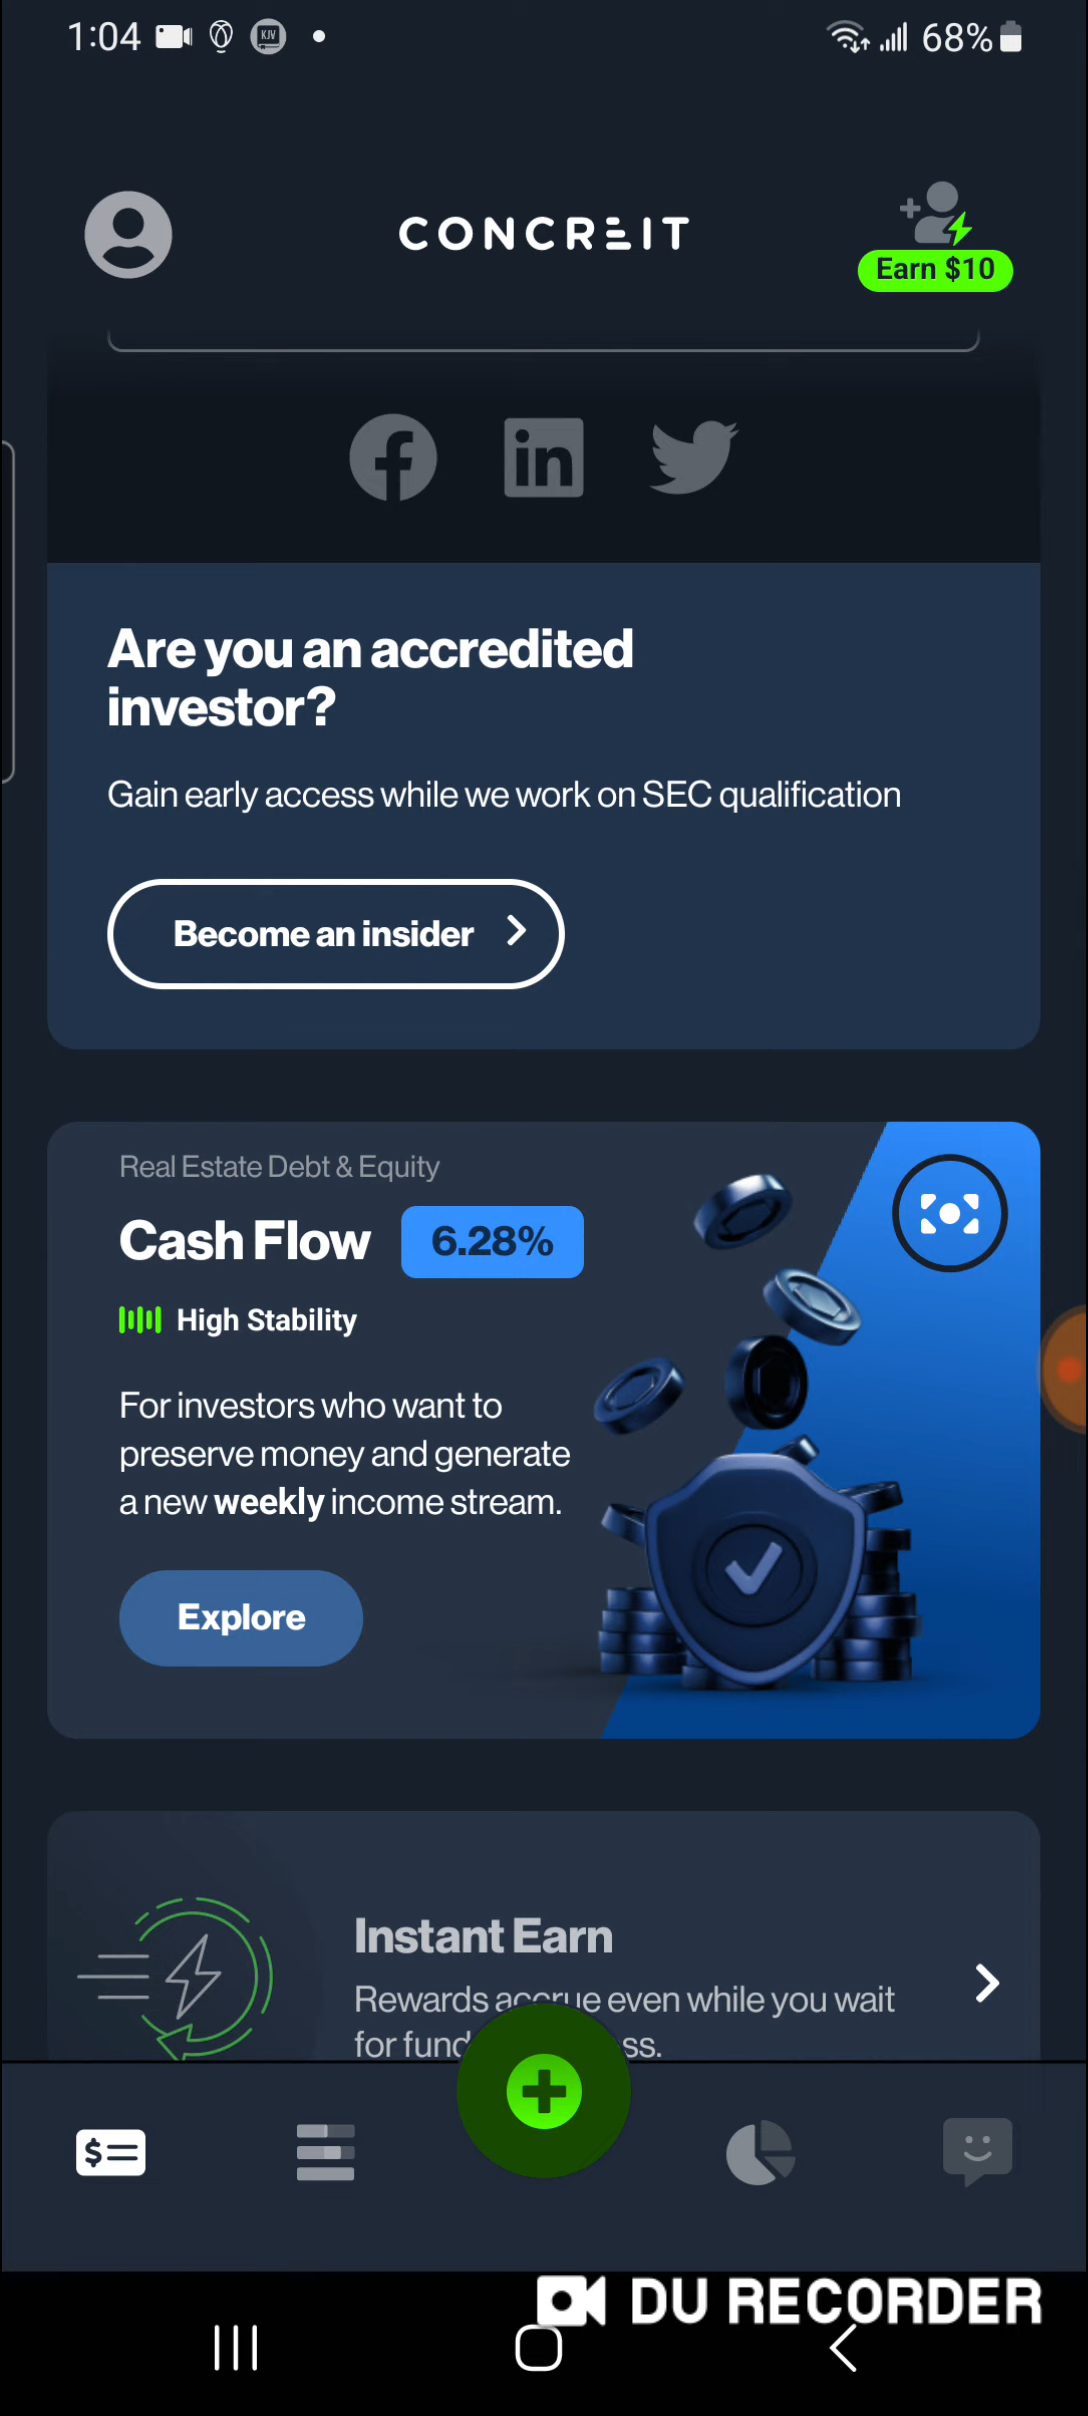 1:04
KJV
68%
CONCREIT
Earn $10
Are you an accredited
investor?
Gain early access while we work on SEC qualification
Become an insider
Real Estate Debt & Equity
Cash Flow 6.28%
High Stability
For investors who want to
preserve money and generate
a new weekly income stream.
Explore
Instant Earn
Rewards accrue even while you wait
for fund ss.
DU RECORDER